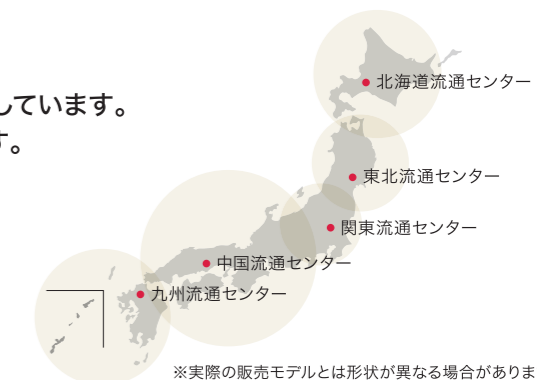 しています。
す。
北海道流通センター
東北流通センター
関東流通センター
中国流通センター
九州流通センター
※実際の販売モデルとは形状が異なる場合がありま